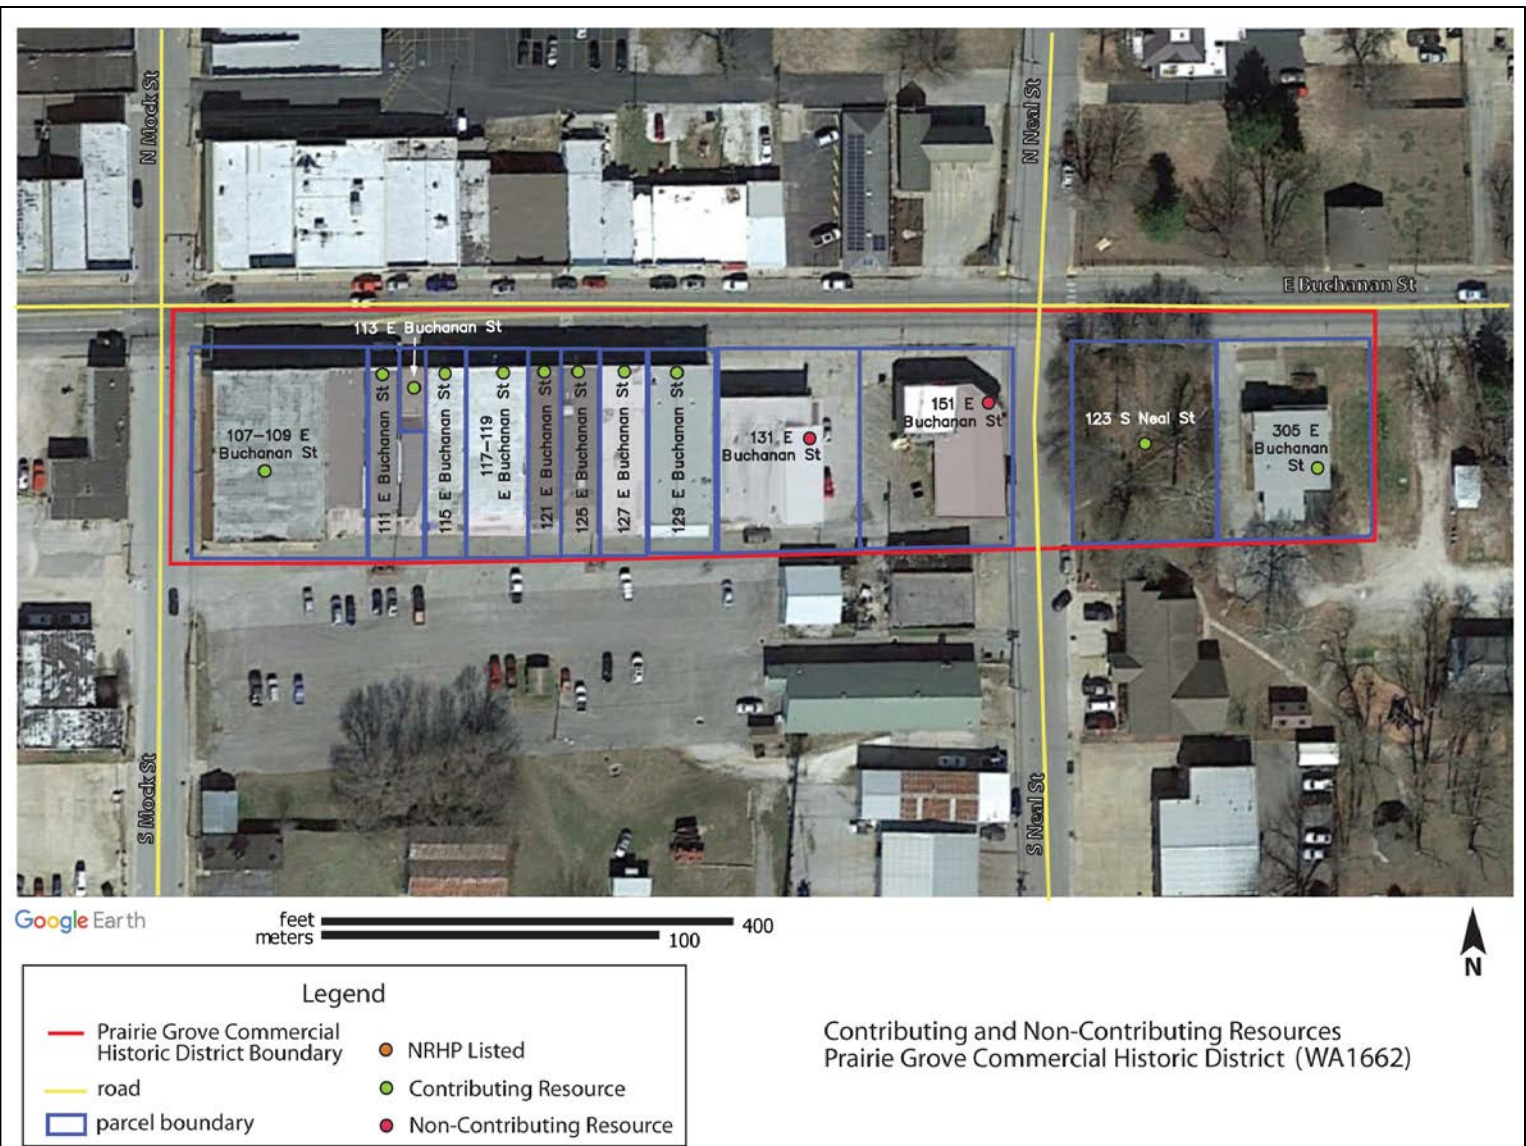 N Mock St
N Neal St
E Buchanan St
113 E Buchanan St
107-109 E
Buchanan St
111 E Buchanan St
115 E Buchanan St
117-119
E Buchanan St
121 E Buchanan St
125 E Buchanan St
127 E Buchanan St
129 E Buchanan St
131 E
Buchanan St
151 E
Buchanan St
123 S Neal St
305 E
Buchanan
St
S Mock St
S Neal St
Google Earth
feet
400
meters
100
N
Legend
Prairie Grove Commercial
Historic District Boundary
road
parcel boundary
NRHP Listed
Contributing Resource
Non-Contributing Resource
Contributing and Non-Contributing Resources
Prairie Grove Commercial Historic District (WA1662)